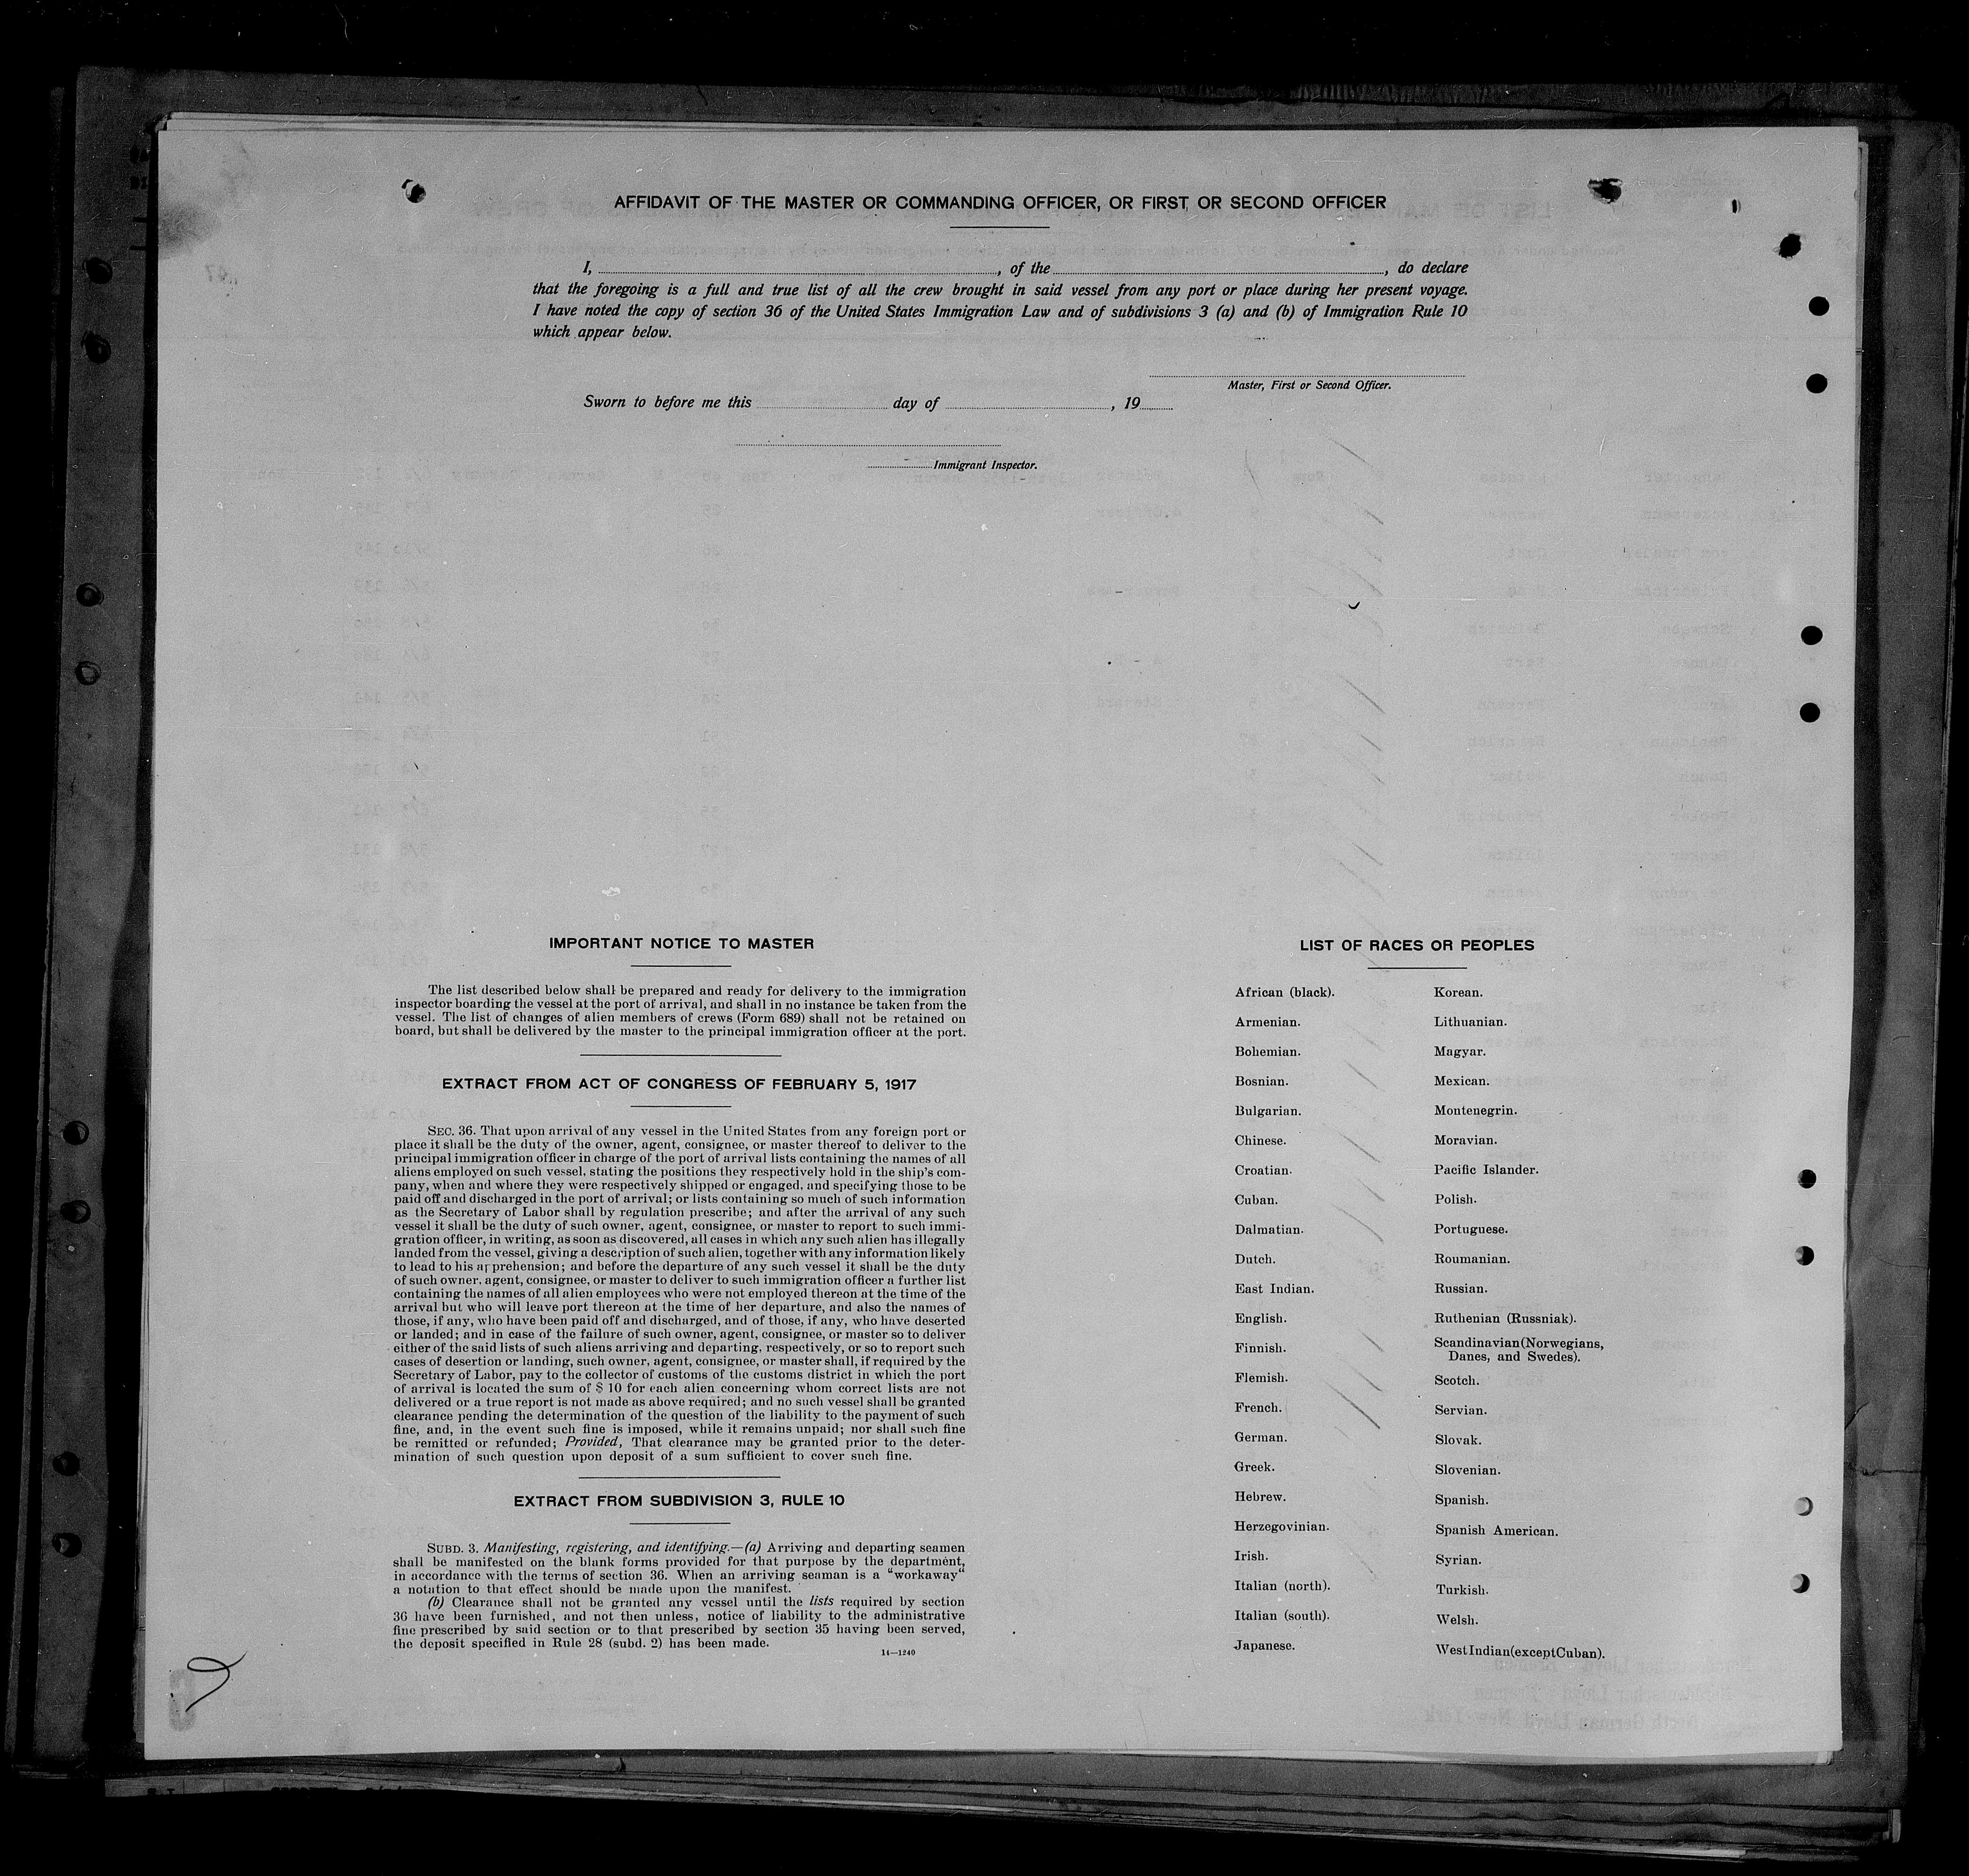 AFFIDAVIT OF THE MASTER OR COMMANDING OFFICER, OR FIRST OR SECOND OFFICER
I, , of the , do declare
that the foregoing is a full and true list of all the crew brought in said vessel from any port or place during her present voyage.
I have noted the copy of section 36 of the United States Immigration Law and of subdivisions 3 (a) and (b) of Immigration Rule 10
which appear below.
Master, First or Second Officer.
Sworn to before me this day of , 19
Immigrant Inspector.
IMPORTANT NOTICE TO MASTER
The list described below shall be prepared and ready for delivery to the immigration
inspector boarding the vessel at the port of arrival, and shall in no instance be taken from the
vessel. The list of changes of alien members of crews (Form 689) shall not be retained on
board, but shall be delivered by the master to the principal immigration officer at the port.
EXTRACT FROM ACT OF CONGRESS OF FEBRUARY 5, 1917
SEC. 36. That upon arrival of any vessel in the United States from any foreign port or
place it shall be the duty of the owner, agent, consignee, or master thereof to deliver to the
principal immigration officer in charge of the port of arrival lists containing the names of all
aliens employed on such vessel, stating the positions they respectively hold in the ship's com-
pany, when and where they were respectively shipped or engaged, and specifying those to be
paid off and discharged in the port of arrival; or lists containing so much of such information
as the Secretary of Labor shall by regulation prescribe; and after the arrival of any such
vessel it shall be the duty of such owner, agent, consignee, or master to report to such immi-
gration officer, in writing, as soon as discovered, all cases in which any such alien has illegally
landed from the vessel, giving a description of such alien, together with any information likely
to lead to his apprehension; and before the departure of any such vessel it shall be the duty
of such owner, agent, consignee, or master to deliver to such immigration officer a further list
containing the names of all alien employees who were not employed thereon at the time of the
arrival but who will leave port thereon at the time of her departure, and also the names of
those, if any, who have been paid off and discharged, and of those, if any, who have deserted
or landed; and in case of the failure of such owner, agent, consignee, or master so to deliver
either of the said lists of such aliens arriving and departing, respectively, or so to report such
cases of desertion or landing, such owner, agent, consignee, or master shall, if required by the
Secretary of Labor, pay to the collector of customs of the customs district in which the port
of arrival is located the sum of $ 10 for each alien concerning whom correct lists are not
delivered or a true report is not made as above required; and no such vessel shall be granted
clearance pending the determination of the question of the liability to the payment of such
fine, and, in the event such fine is imposed, while it remains unpaid; nor shall such fine
be remitted or refunded; Provided, That clearance may be granted prior to the deter-
mination of such question upon deposit of a sum sufficient to cover such fine.
EXTRACT FROM SUBDIVISION 3, RULE 10
SUBD. 3. Manifesting, registering, and identifying.—(a) Arriving and departing seamen
shall be manifested on the blank forms provided for that purpose by the department,
in accordance with the terms of section 36. When an arriving seaman is a "workaway"
a notation to that effect should be made upon the manifest.
(b) Clearance shall not be granted any vessel until the lists required by section
36 have been furnished, and not then unless, notice of liability to the administrative
fine prescribed by said section or to that prescribed by section 35 having been served,
the deposit specified in Rule 28 (subd. 2) has been made.
14—1240
LIST OF RACES OR PEOPLES
African (black).
Armenian.
Bohemian.
Bosnian.
Bulgarian.
Chinese.
Croatian.
Cuban.
Dalmatian.
Dutch.
East Indian.
English.
Finnish.
Flemish.
French.
German.
Greek.
Hebrew.
Herzegovinian.
Irish.
Italian (north).
Italian (south).
Japanese.
Korean.
Lithuanian.
Magyar.
Mexican.
Montenegrin.
Moravian.
Pacific Islander.
Polish.
Portuguese.
Roumanian.
Russian.
Ruthenian (Russniak).
Scandinavian (Norwegians,
Danes, and Swedes).
Scotch.
Servian.
Slovak.
Slovenian.
Spanish.
Spanish American.
Syrian.
Turkish.
Welsh.
West Indian (except Cuban).